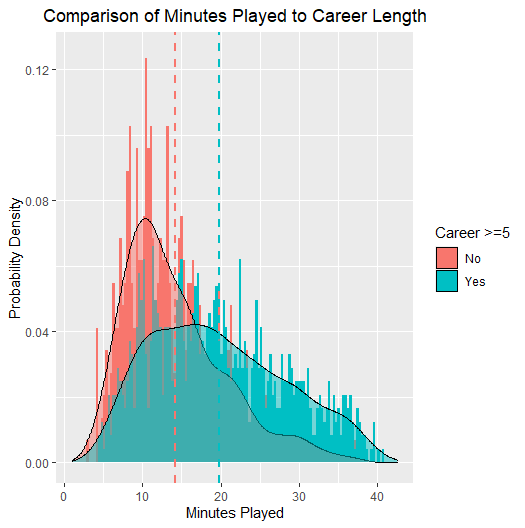 Comparison of Minutes Played to Career Length
0.12
0.08
0.04
0.00
Probability Density
0 10 20 30 40
Minutes Played
Career >=5
No
Yes